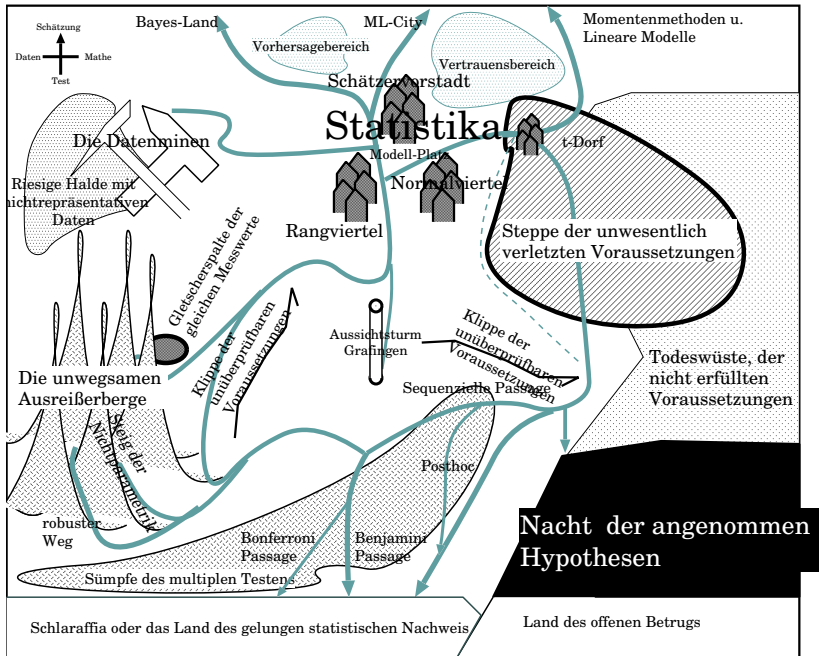 Bayes-Land
ML-City
Momentenmethoden u.
Lineare Modelle
Schätzung
Daten
Mathe
Test
Vorhersagebereich
Vertrauensbereich
Schätzervorstadt
Statistika
Die Datenminen
t-Dorf
Modell-Platz
Riesige Halde mit
nichtrepräsentativen
Daten
Normalviertel
Rangviertel
Steppe der unwesentlich
verletzten Voraussetzungen
Gletscherspalte der
gleichen Messwerte
Klippe der
unüberprüfbaren
Voraussetzungen
Aussichtsturm
Grafingen
Klippe der
unüberprüfbaren
Voraussetzungen
Todeswüste, der
nicht erfüllten
Voraussetzungen
Die unwegsamen
Ausreißerberge
Sequenzielle Passage
Steig der
Nichtparametrik
Posthoc
robuster
Weg
Bonferroni
Passage
Benjamini
Passage
Nacht der angenommen
Hypothesen
Sümpfe des multiplen Testens
Schlaraffia oder das Land des gelungen statistischen Nachweis
Land des offenen Betrugs